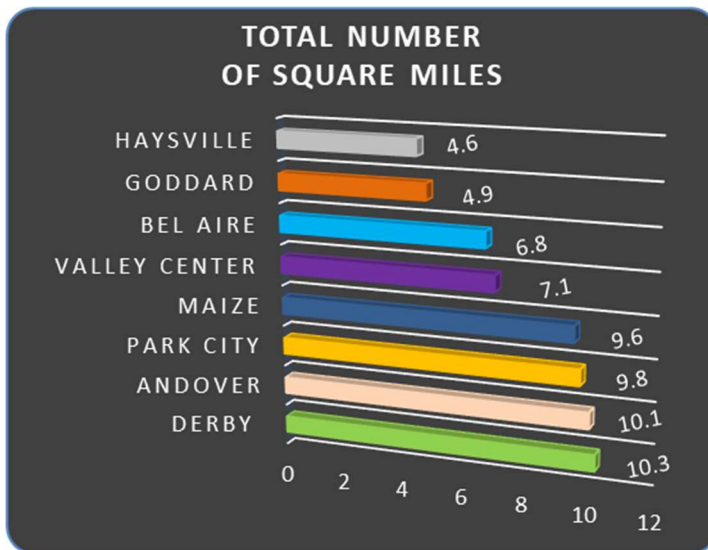 TOTAL NUMBER
OF SQUARE MILES
HAYSVILLE 4.6
GODDARD 4.9
BEL AIRE 6.8
VALLEY CENTER 7.1
MAIZE 9.6
PARK CITY 9.8
ANDOVER 10.1
DERBY 10.3
0 2 4 6 8 10 12